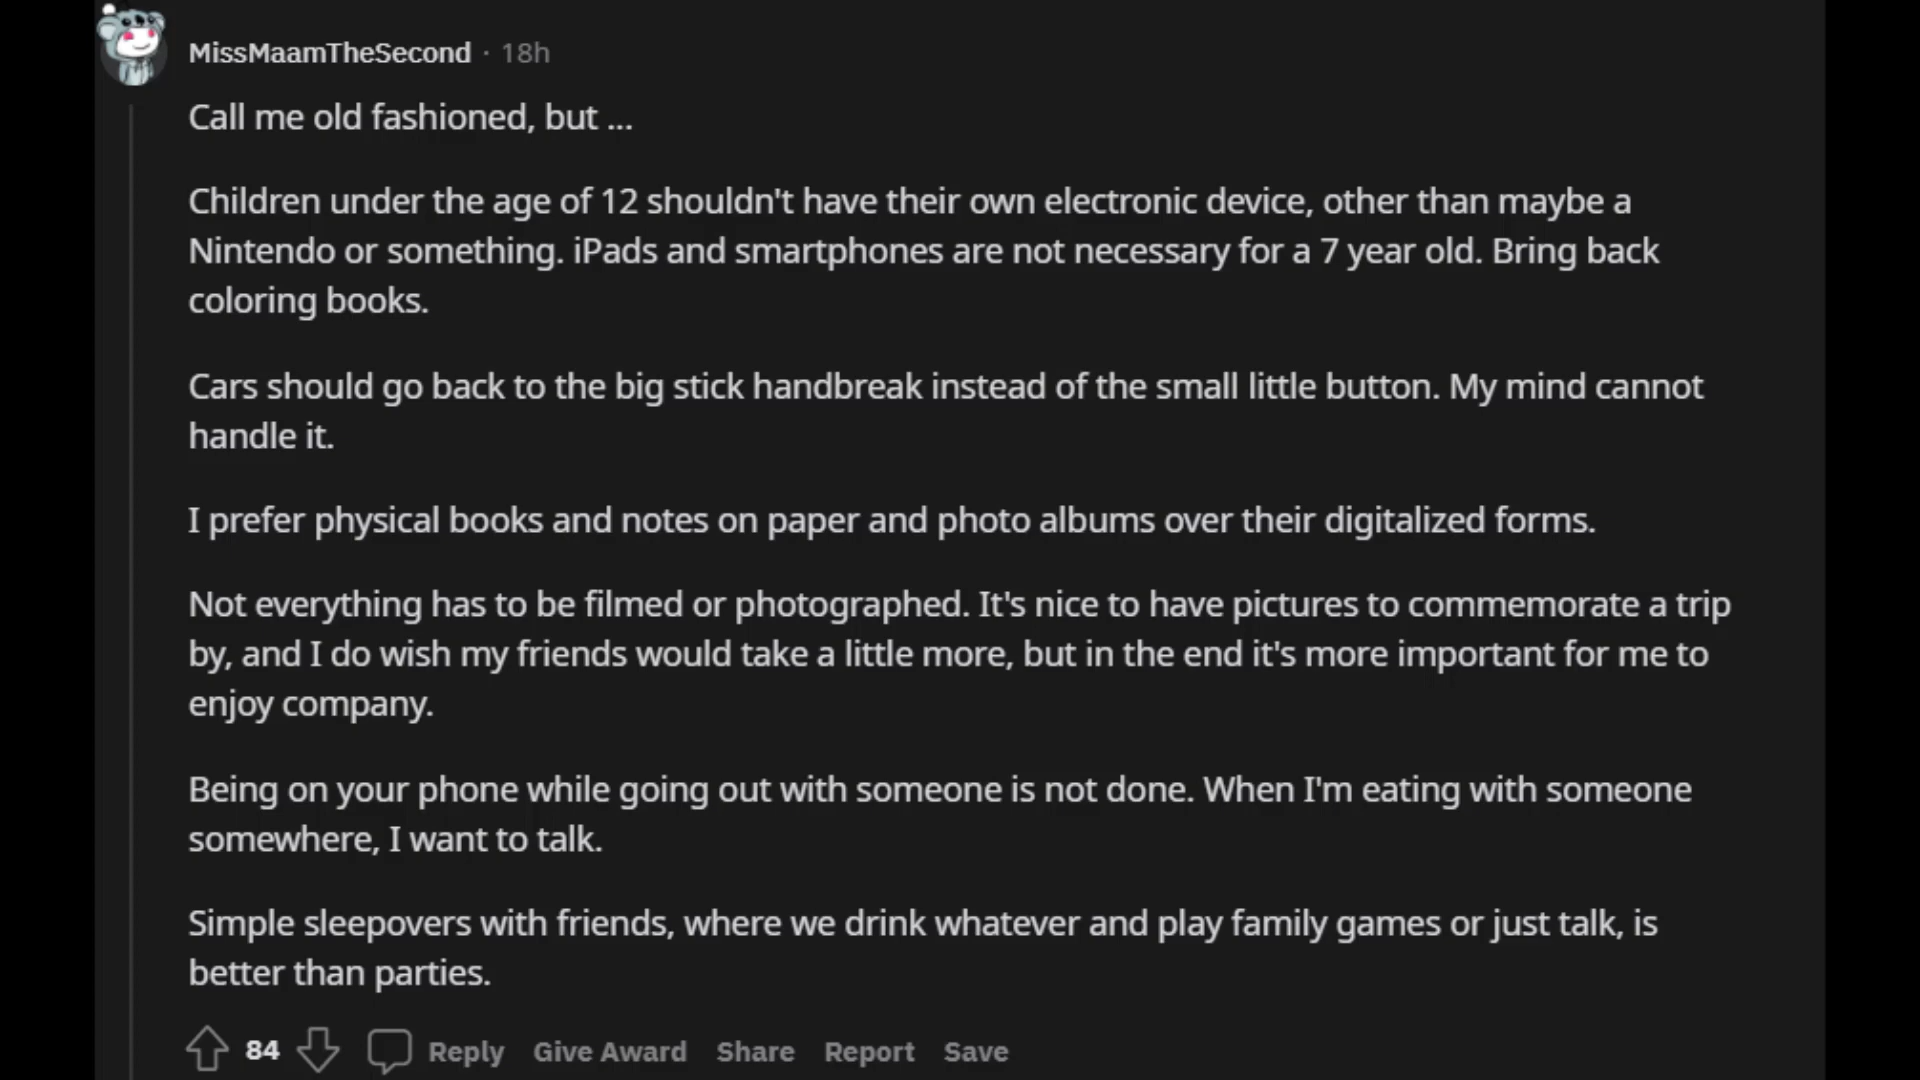 MissMaamTheSecond · 18h
Call me old fashioned, but ...
Children under the age of 12 shouldn't have their own electronic device, other than maybe a
Nintendo or something. iPads and smartphones are not necessary for a 7 year old. Bring back
coloring books.
Cars should go back to the big stick handbreak instead of the small little button. My mind cannot
handle it.
I prefer physical books and notes on paper and photo albums over their digitalized forms.
Not everything has to be filmed or photographed. It's nice to have pictures to commemorate a trip
by, and I do wish my friends would take a little more, but in the end it's more important for me to
enjoy company.
Being on your phone while going out with someone is not done. When I'm eating with someone
somewhere, I want to talk.
Simple sleepovers with friends, where we drink whatever and play family games or just talk, is
better than parties.
84 Reply Give Award Share Report Save